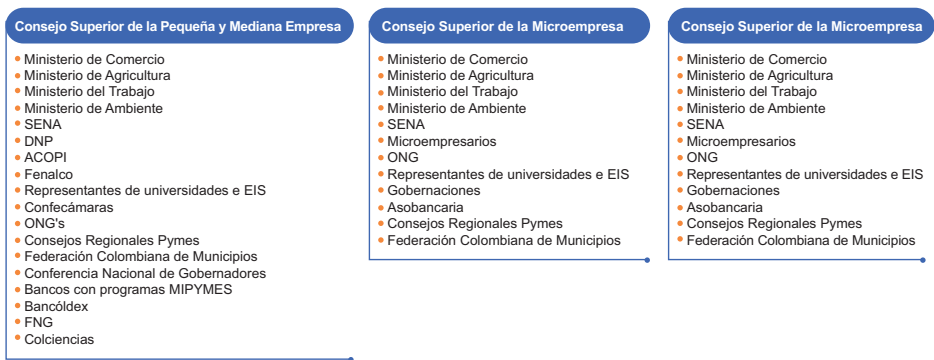 Consejo Superior de la Pequeña y Mediana Empresa
Ministerio de Comercio
Ministerio de Agricultura
Ministerio del Trabajo
Ministerio de Ambiente
SENA
DNP
ACOPI
Fenalco
Representantes de universidades e EIS
Confecámaras
ONG's
Consejos Regionales Pymes
Federación Colombiana de Municipios
Conferencia Nacional de Gobernadores
Bancos con programas MIPYMES
Bancóldex
FNG
Colciencias
Consejo Superior de la Microempresa
Ministerio de Comercio
Ministerio de Agricultura
Ministerio del Trabajo
Ministerio de Ambiente
SENA
Microempresarios
ONG
Representantes de universidades e EIS
Gobernaciones
Asobancaria
Consejos Regionales Pymes
Federación Colombiana de Municipios
Consejo Superior de la Microempresa
Ministerio de Comercio
Ministerio de Agricultura
Ministerio del Trabajo
Ministerio de Ambiente
SENA
Microempresarios
ONG
Representantes de universidades e EIS
Gobernaciones
Asobancaria
Consejos Regionales Pymes
Federación Colombiana de Municipios